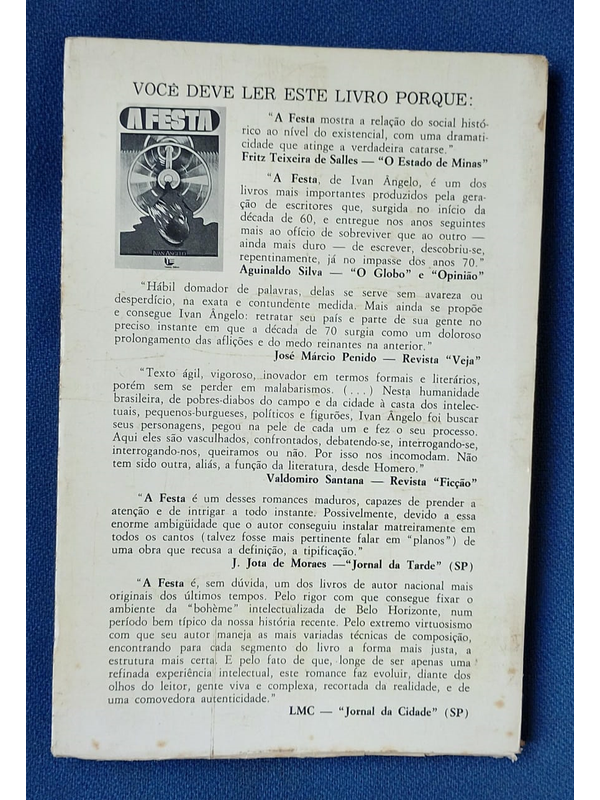 VOCÊ DEVE LER ESTE LIVRO PORQUE:
A FESTA
IVAN ANGELO
"A Festa mostra a relação do social histó-
rico ao nível do existencial, com uma dramati-
cidade que atinge a verdadeira catarse."
Fritz Teixeira de Salles — "O Estado de Minas"
"A Festa, de Ivan Ângelo, é um dos
livros mais importantes produzidos pela gera-
ção de escritores que, surgida no início da
década de 60, e entregue nos anos seguintes
mais ao ofício de sobreviver que ao outro —
ainda mais duro — de escrever, descobriu-se,
repentinamente, já no impasse dos anos 70."
Aguinaldo Silva — "O Globo" e "Opinião"
"Hábil domador de palavras, delas se serve sem avareza ou
desperdício, na exata e contundente medida. Mais ainda se propõe
e consegue Ivan Ângelo: retratar seu país e parte de sua gente no
preciso instante em que a década de 70 surgia como um doloroso
prolongamento das aflições e do medo reinantes na anterior."
José Márcio Penido — Revista "Veja"
"Texto ágil, vigoroso, inovador em termos formais e literários,
porém sem se perder em malabarismos. (...) Nesta humanidade
brasileira, de pobres-diabos do campo e da cidade à casta dos intelec-
tuais, pequenos-burgueses, políticos e figurões, Ivan Ângelo foi buscar
seus personagens, pegou na pele de cada um e fez o seu processo.
Aqui eles são vasculhados, confrontados, debatendo-se, interrogando-se,
interrogando-nos, queiramos ou não. Por isso nos incomodam. Não
tem sido outra, aliás, a função da literatura, desde Homero."
Valdomiro Santana — Revista "Ficção"
"A Festa é um desses romances maduros, capazes de prender a
atenção e de intrigar a todo instante. Possivelmente, devido a essa
enorme ambigüidade que o autor conseguiu instalar matreiramente em
todos os cantos (talvez fosse mais pertinente falar em "planos") de
uma obra que recusa a definição, a tipificação."
J. Jota de Moraes —"Jornal da Tarde" (SP)
"A Festa é, sem dúvida, um dos livros de autor nacional mais
originais dos últimos tempos. Pelo rigor com que consegue fixar o
ambiente da "bohème" intelectualizada de Belo Horizonte, num
período bem típico da nossa história recente. Pelo extremo virtuosismo
com que seu autor maneja as mais variadas técnicas de composição,
encontrando para cada segmento do livro a forma mais justa, a
estrutura mais certa. E pelo fato de que, longe de ser apenas uma
refinada experiência intelectual, este romance faz evoluir, diante dos
olhos do leitor, gente viva e complexa, recortada da realidade, e de
uma comovedora autenticidade."
LMC — "Jornal da Cidade" (SP)